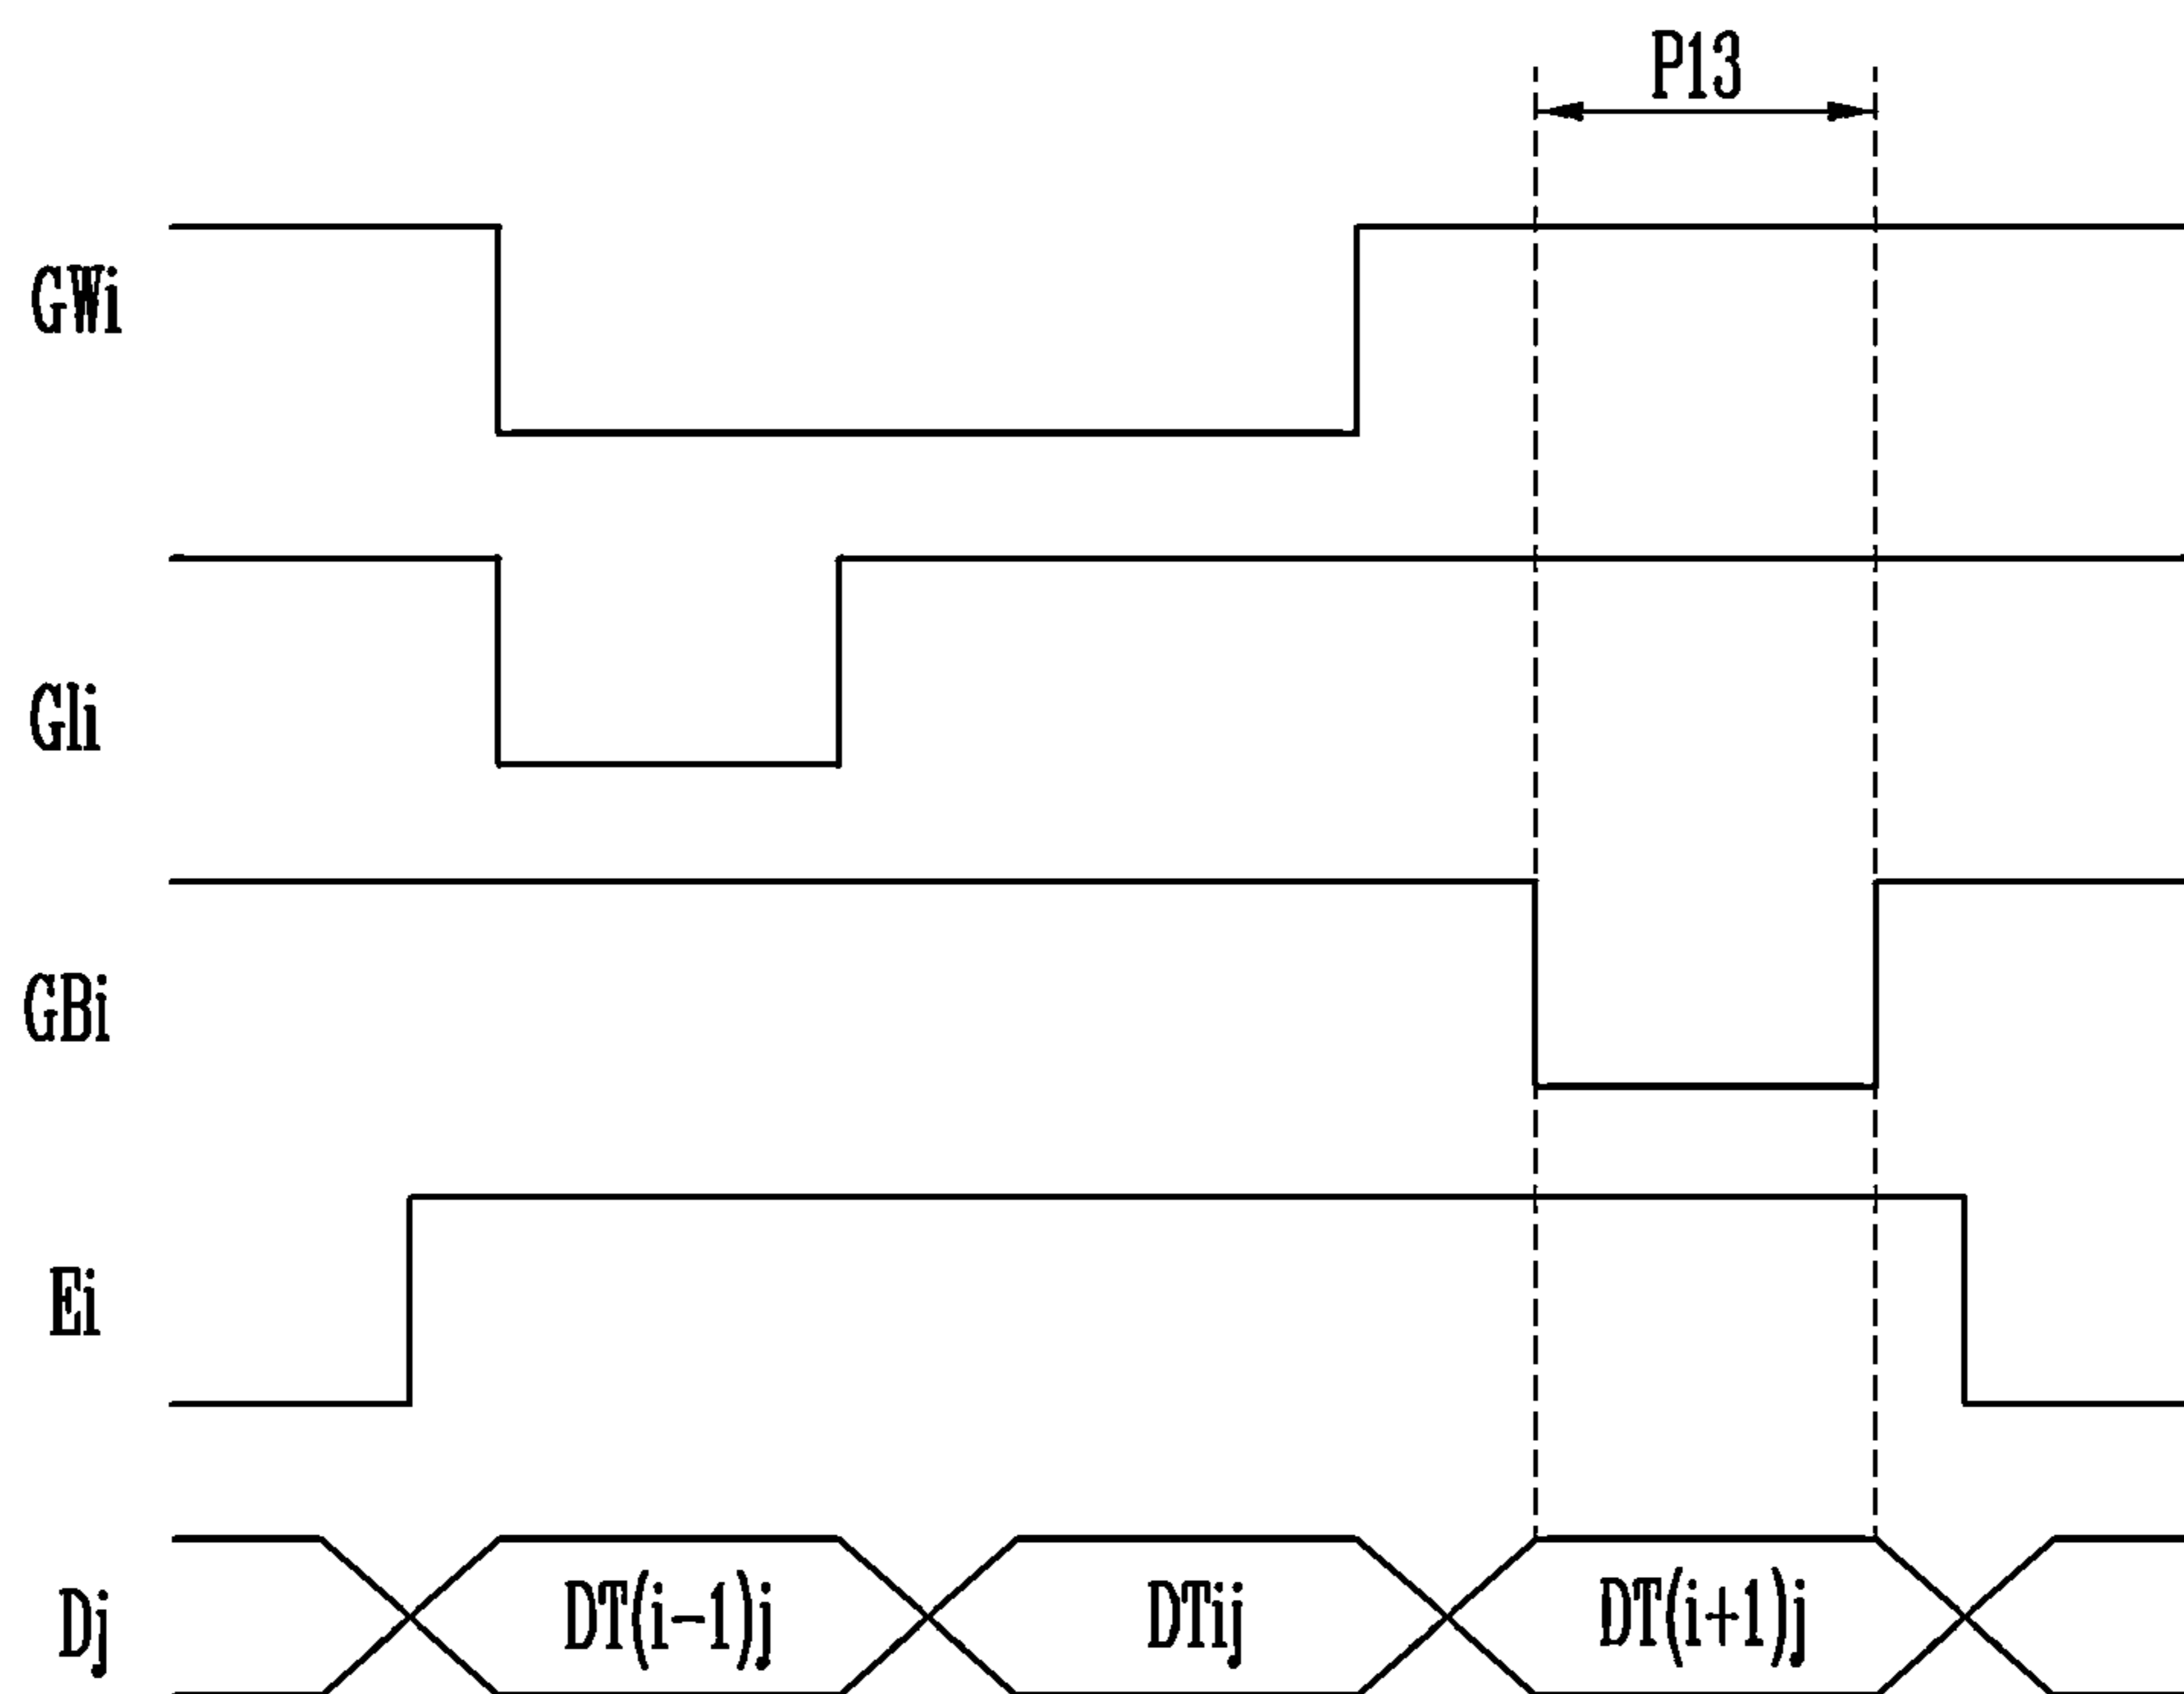 P13
GWi
GIi
GBi
Ei
Dj
DT(i-1)j
DTij
DT(i+1)j